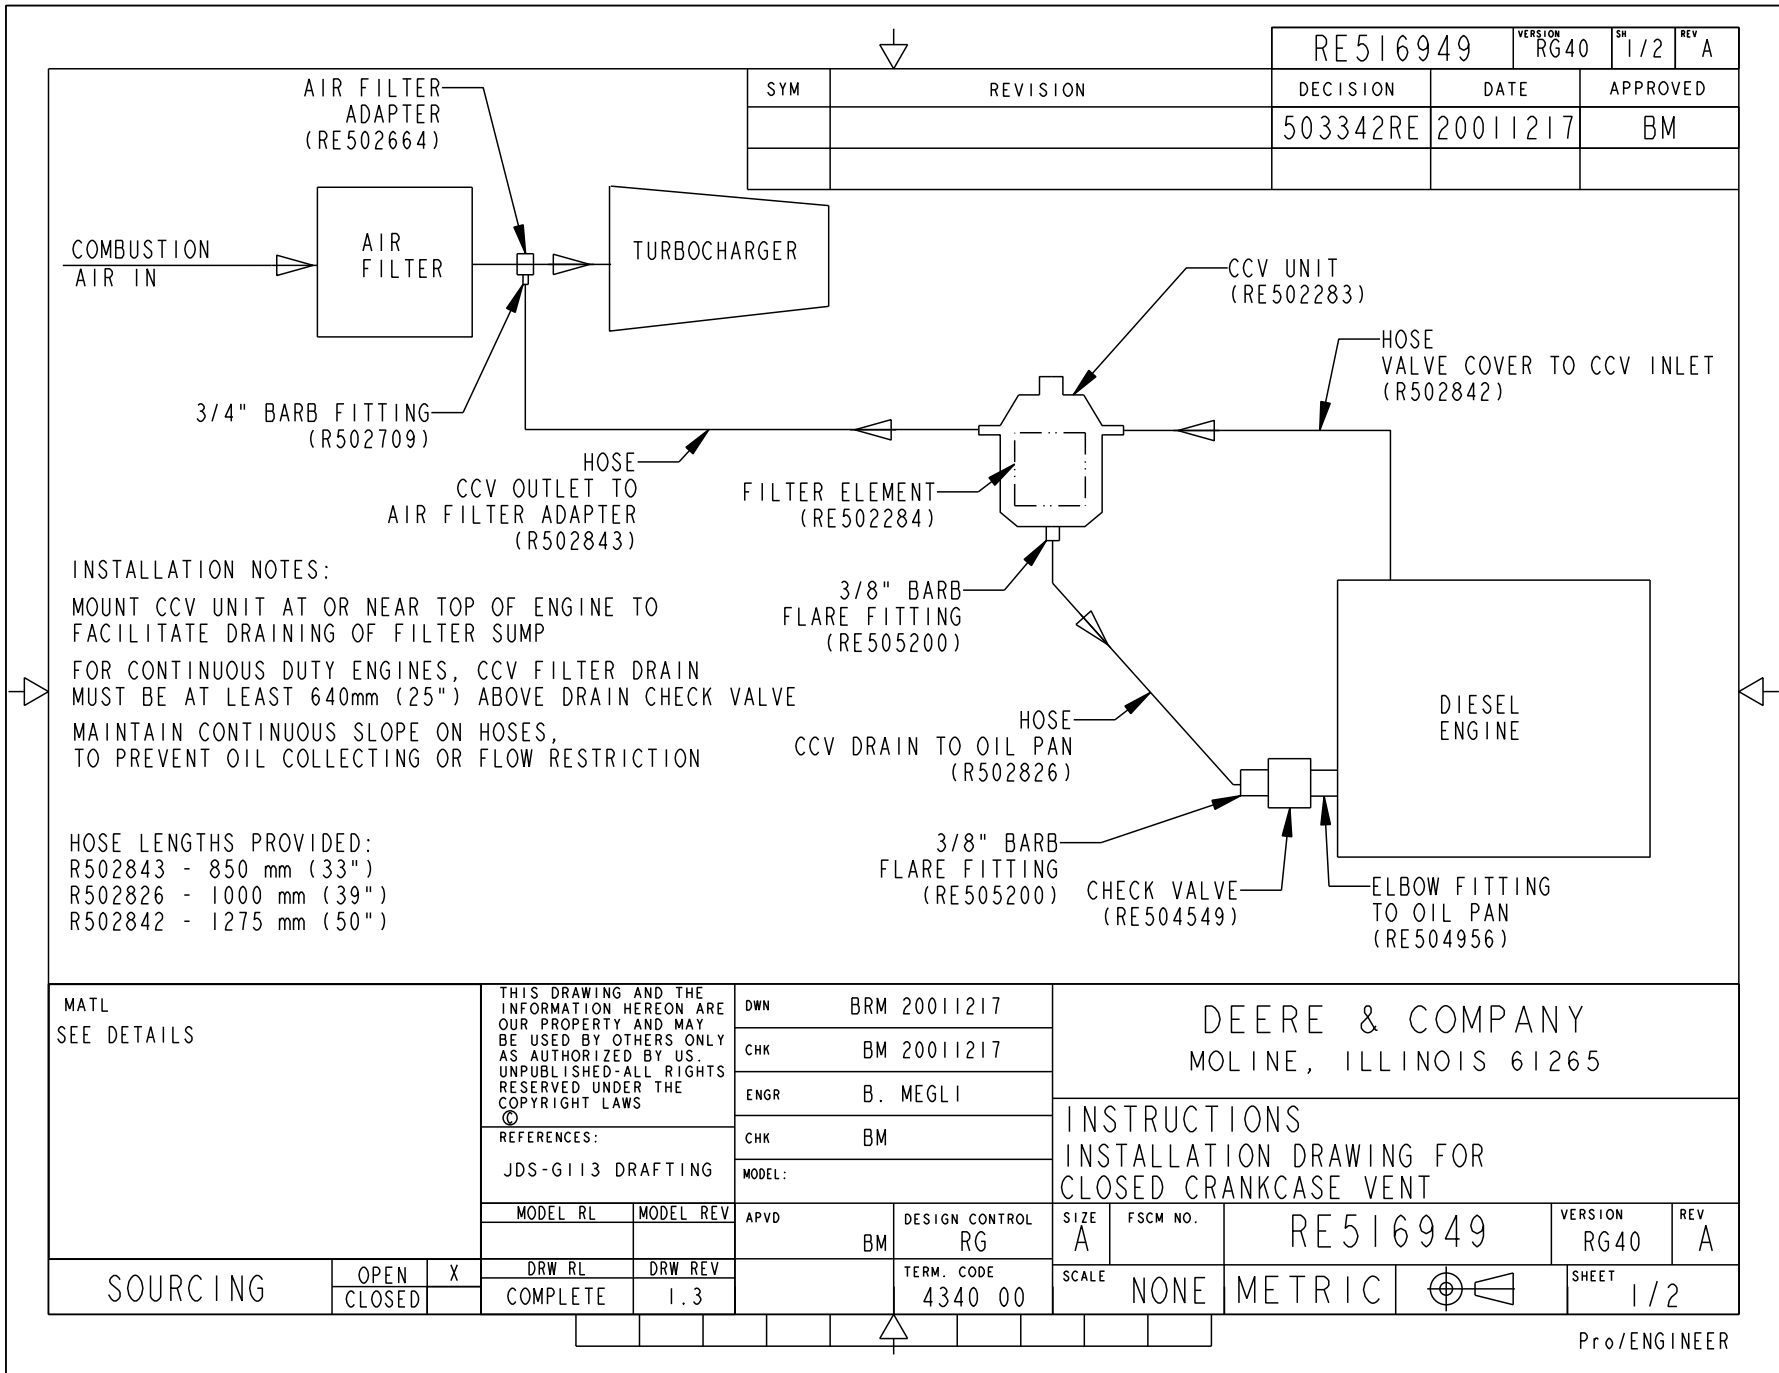 RE516949
VERSION
RG40
SH
1/2
REV
A
SYM
REVISION
DECISION
DATE
APPROVED
503342RE
20011217
BM
AIR FILTER
ADAPTER
(RE502664)
COMBUSTION
AIR IN
AIR
FILTER
TURBOCHARGER
CCV UNIT
(RE502283)
HOSE
VALVE COVER TO CCV INLET
(R502842)
3/4" BARB FITTING
(R502709)
HOSE
CCV OUTLET TO
AIR FILTER ADAPTER
(R502843)
FILTER ELEMENT
(RE502284)
3/8" BARB
FLARE FITTING
(RE505200)
INSTALLATION NOTES:
MOUNT CCV UNIT AT OR NEAR TOP OF ENGINE TO
FACILITATE DRAINING OF FILTER SUMP
FOR CONTINUOUS DUTY ENGINES, CCV FILTER DRAIN
MUST BE AT LEAST 640mm (25") ABOVE DRAIN CHECK VALVE
MAINTAIN CONTINUOUS SLOPE ON HOSES,
TO PREVENT OIL COLLECTING OR FLOW RESTRICTION
HOSE
CCV DRAIN TO OIL PAN
(R502826)
DIESEL
ENGINE
HOSE LENGTHS PROVIDED:
R502843 - 850 mm (33")
R502826 - 1000 mm (39")
R502842 - 1275 mm (50")
3/8" BARB
FLARE FITTING
(RE505200)
CHECK VALVE
(RE504549)
ELBOW FITTING
TO OIL PAN
(RE504956)
MATL
SEE DETAILS
SOURCING
OPEN X
CLOSED
THIS DRAWING AND THE
INFORMATION HEREON ARE
OUR PROPERTY AND MAY
BE USED BY OTHERS ONLY
AS AUTHORIZED BY US.
UNPUBLISHED-ALL RIGHTS
RESERVED UNDER THE
COPYRIGHT LAWS
©
REFERENCES:
JDS-G113 DRAFTING
MODEL RL
MODEL REV
DRW RL
DRW REV
COMPLETE
1.3
DWN BRM 20011217
CHK BM 20011217
ENGR B. MEGLI
CHK BM
MODEL:
APVD
BM
DESIGN CONTROL
RG
TERM. CODE
4340 00
DEERE & COMPANY
MOLINE, ILLINOIS 61265
INSTRUCTIONS
INSTALLATION DRAWING FOR
CLOSED CRANKCASE VENT
SIZE
A
FSCM NO.
RE516949
VERSION
RG40
REV
A
SCALE
NONE
METRIC
SHEET
1/2
Pro/ENGINEER